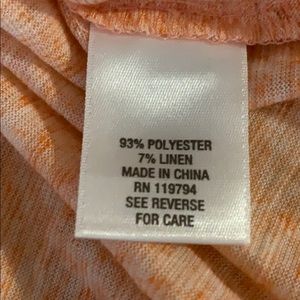 93% POLYESTER
7% LINEN
MADE IN CHINA
RN 119794
SEE REVERSE
FOR CARE